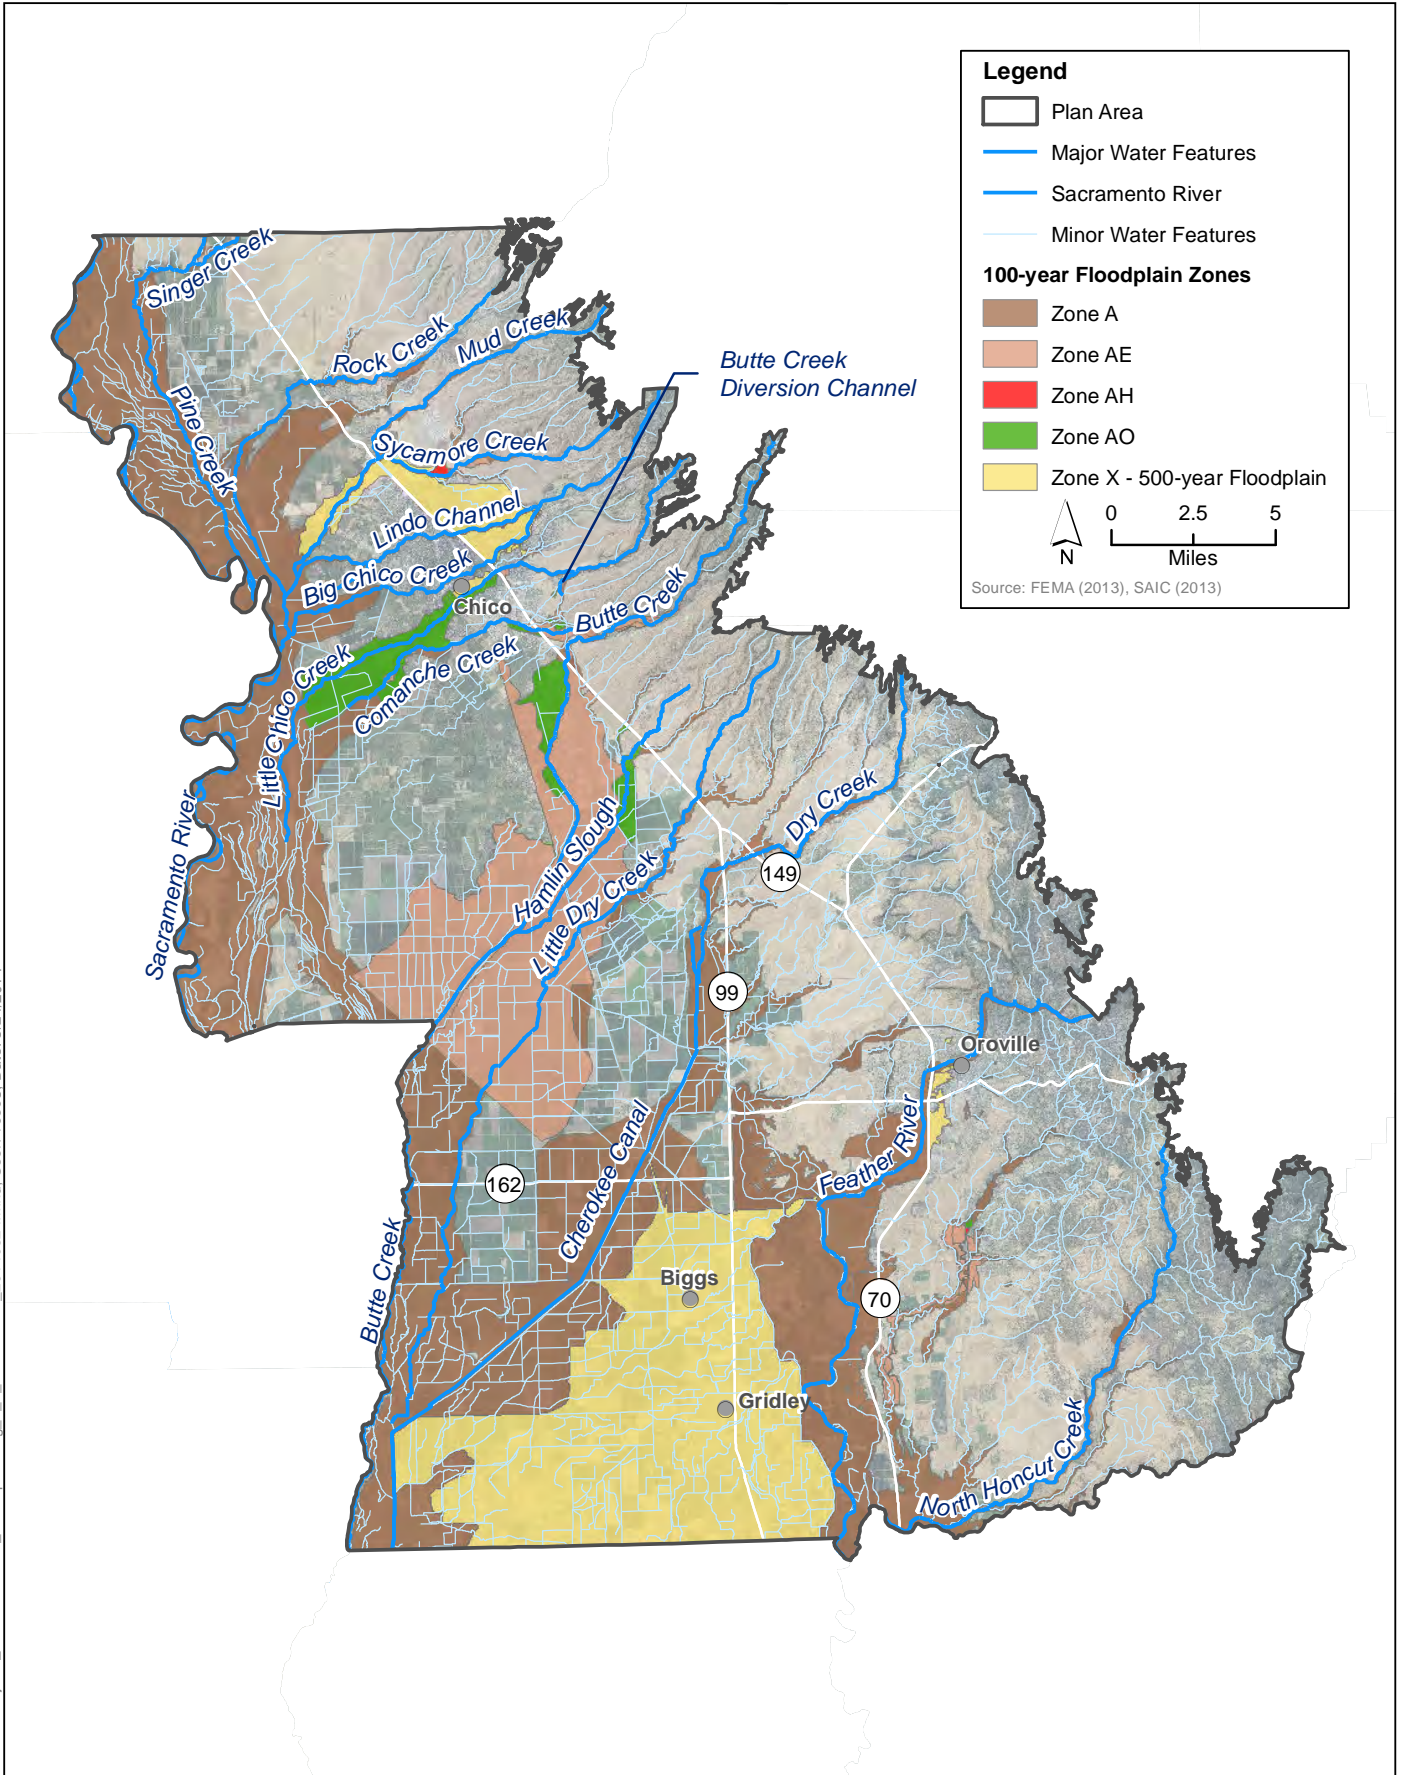 Legend
Plan Area
Major Water Features
Sacramento River
Minor Water Features
100-year Floodplain Zones
Zone A
Zone AE
Zone AH
Zone AO
Zone X - 500-year Floodplain
N
0 2.5 5
Miles
Source: FEMA (2013), SAIC (2013)
Singer Creek
Rock Creek
Mud Creek
Butte Creek
Diversion Channel
Pine Creek
Sycamore Creek
Lindo Channel
Big Chico Creek
Chico
Butte Creek
Little Chico Creek
Comanche Creek
Sacramento River
Hamlin Slough
Little Dry Creek
Dry Creek
149
99
Oroville
Cherokee Canal
Feather River
162
Butte Creek
Biggs
70
Gridley
North Honcut Creek